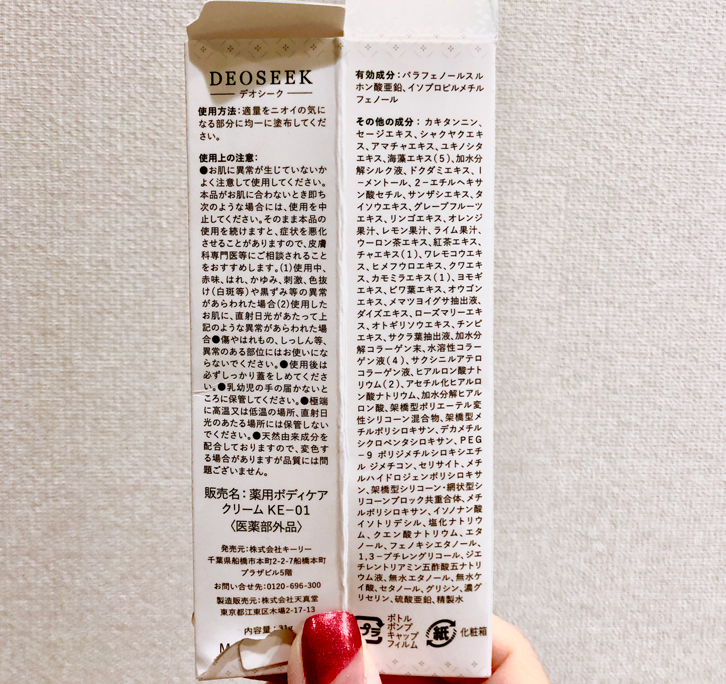 DEOSEEK
デオシーク
使用方法：適量をニオイの気に
なる部分に均一に塗布してくだ
さい。
使用上の注意：
●お肌に異常が生じていないか
よく注意して使用してください。
本品がお肌に合わないとき即ち
次のような場合には、使用を中
止してください。そのまま本品の
使用を続けますと、症状を悪化
させることがありますので、皮膚
科専門医等にご相談されること
をおすすめします。(1)使用中、
赤味、はれ、かゆみ、刺激、色抜
け(白斑等)や黒ずみ等の異常
があらわれた場合(2)使用した
お肌に、直射日光があたって上
記のような異常があらわれた場
合●傷やはれもの、しっしん等、
異常のある部位にはお使いにな
らないでください。●使用後は
必ずしっかり蓋をしめてくださ
い。●乳幼児の手の届かないと
ころに保管してください。●極端
に高温又は低温の場所、直射日
光のあたる場所には保管しない
でください。●天然由来成分を
配合しておりますので、変色す
る場合がありますが品質には問
題ございません。
販売名：薬用ボディケア
クリーム KE-01
〈医薬部外品〉
発売元：株式会社キーリー
千葉県船橋市本町2-2-7船橋本町
プラザビル5階
お問い合せ先：0120-696-300
製造販売元：株式会社天真堂
東京都江東区木場2-17-13
内容量：31g
有効成分：パラフェノールスル
ホン酸亜鉛、イソプロピルメチル
フェノール
その他の成分：カキタンニン、
セージエキス、シャクヤクエキ
ス、アマチャエキス、ユキノシタ
エキス、海藻エキス(5)、加水分
解シルク液、ドクダミエキス、l
-メントール、2-エチルヘキサ
ン酸セチル、サンザシエキス、タ
イソウエキス、グレープフルーツ
エキス、リンゴエキス、オレンジ
果汁、レモン果汁、ライム果汁、
ウーロン茶エキス、紅茶エキス、
チャエキス(1)、ワレモコウエキ
ス、ヒメフウロエキス、クワエキ
ス、カモミラエキス(1)、ヨモギ
エキス、ビワ葉エキス、オウゴン
エキス、メマツヨイグサ抽出液、
ダイズエキス、ローズマリーエキ
ス、オトギリソウエキス、チンピ
エキス、サクラ葉抽出液、加水分
解コラーゲン末、水溶性コラー
ゲン液(4)、サクシニルアテロ
コラーゲン液、ヒアルロン酸ナト
リウム(2)、アセチル化ヒアルロ
ン酸ナトリウム、加水分解ヒアル
ロン酸、架橋型ポリエーテル変
性シリコーン混合物、架橋型メ
チルポリシロキサン、デカメチル
シクロペンタシロキサン、PEG
-9 ポリジメチルシロキシエチ
ル ジメチコン、セリサイト、メチ
ルハイドロジェンポリシロキサ
ン、架橋型シリコーン・網状型シ
リコーンブロック共重合体、メチ
ルポリシロキサン、イソノナン酸
イソトリデシル、塩化ナトリウ
ム、クエン酸ナトリウム、エタ
ノール、フェノキシエタノール、
1,3-ブチレングリコール、ジエ
チレントリアミン五酢酸五ナトリ
ウム液、無水エタノール、無水ケ
イ酸、セタノール、グリシン、濃グ
リセリン、硫酸亜鉛、精製水
プラ
ボトル
ポンプ
キャップ
フィルム
紙
化粧箱